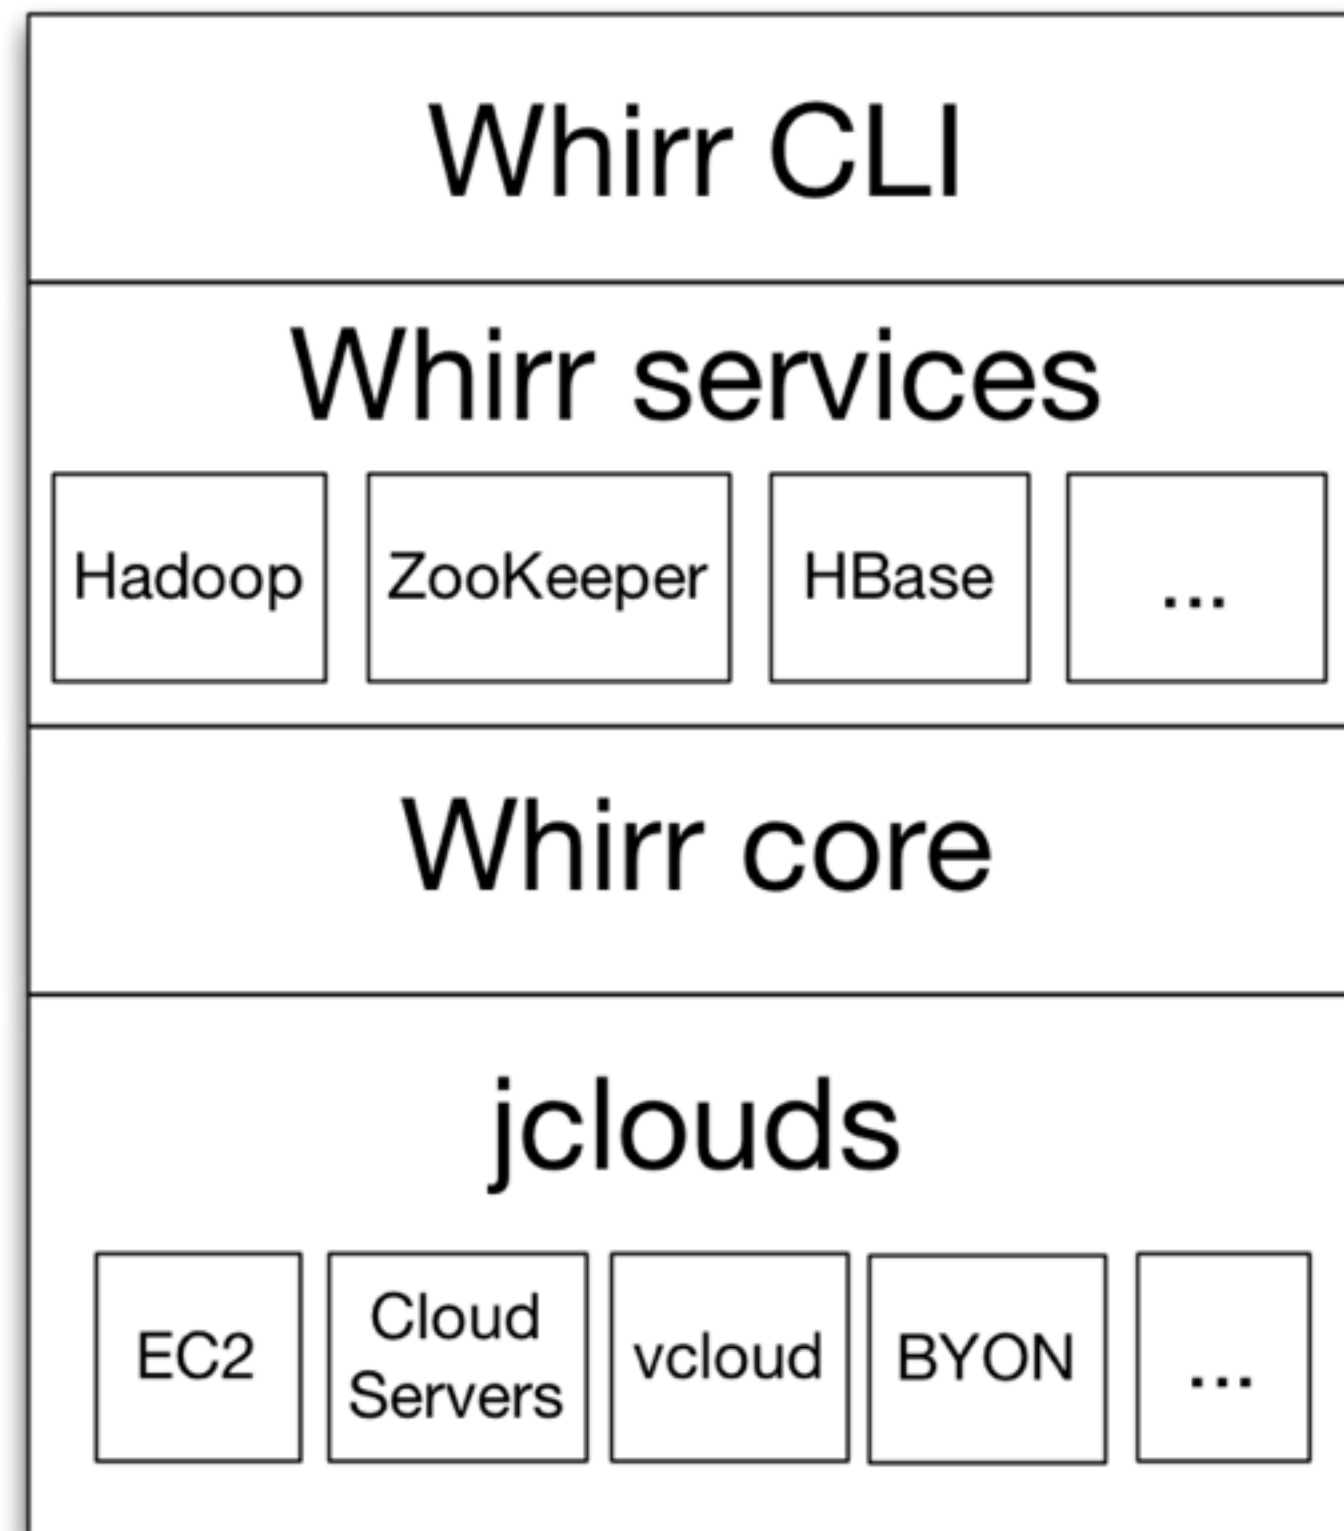 Whirr CLI
Whirr services
Hadoop
ZooKeeper
HBase
...
Whirr core
jclouds
EC2
Cloud
Servers
vcloud
BYON
...